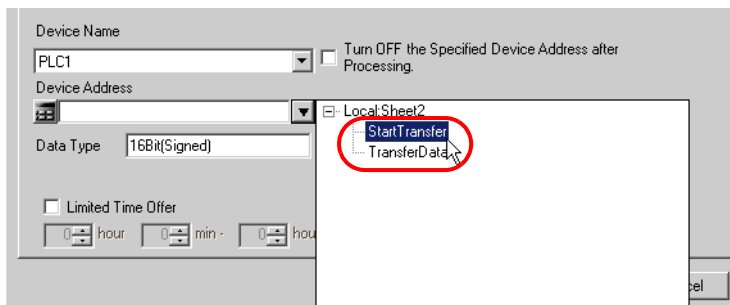 Device Name
PLC1
Turn OFF the Specified Device Address after
Processing.
Device Address
Local:Sheet2
StartTransfer
TransferData
Data Type 16Bit(Signed)
Limited Time Offer
0 hour 0 min - 0 hou
cel